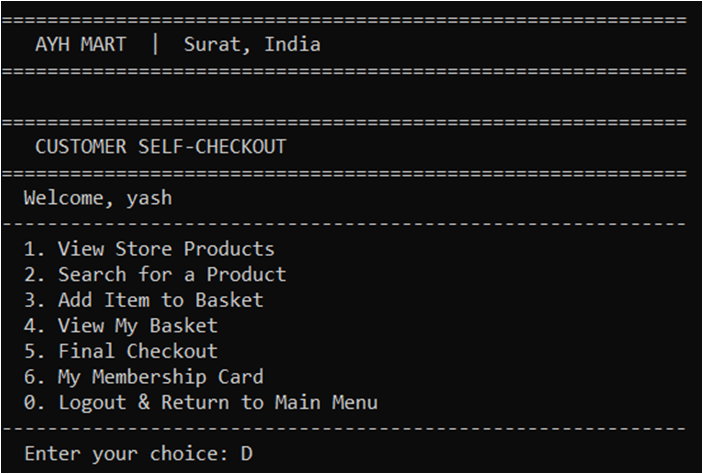 ============================================================
AYH MART | Surat, India
============================================================
============================================================
CUSTOMER SELF-CHECKOUT
============================================================
Welcome, yash
------------------------------------------------------------
1. View Store Products
2. Search for a Product
3. Add Item to Basket
4. View My Basket
5. Final Checkout
6. My Membership Card
0. Logout & Return to Main Menu
------------------------------------------------------------
Enter your choice: D